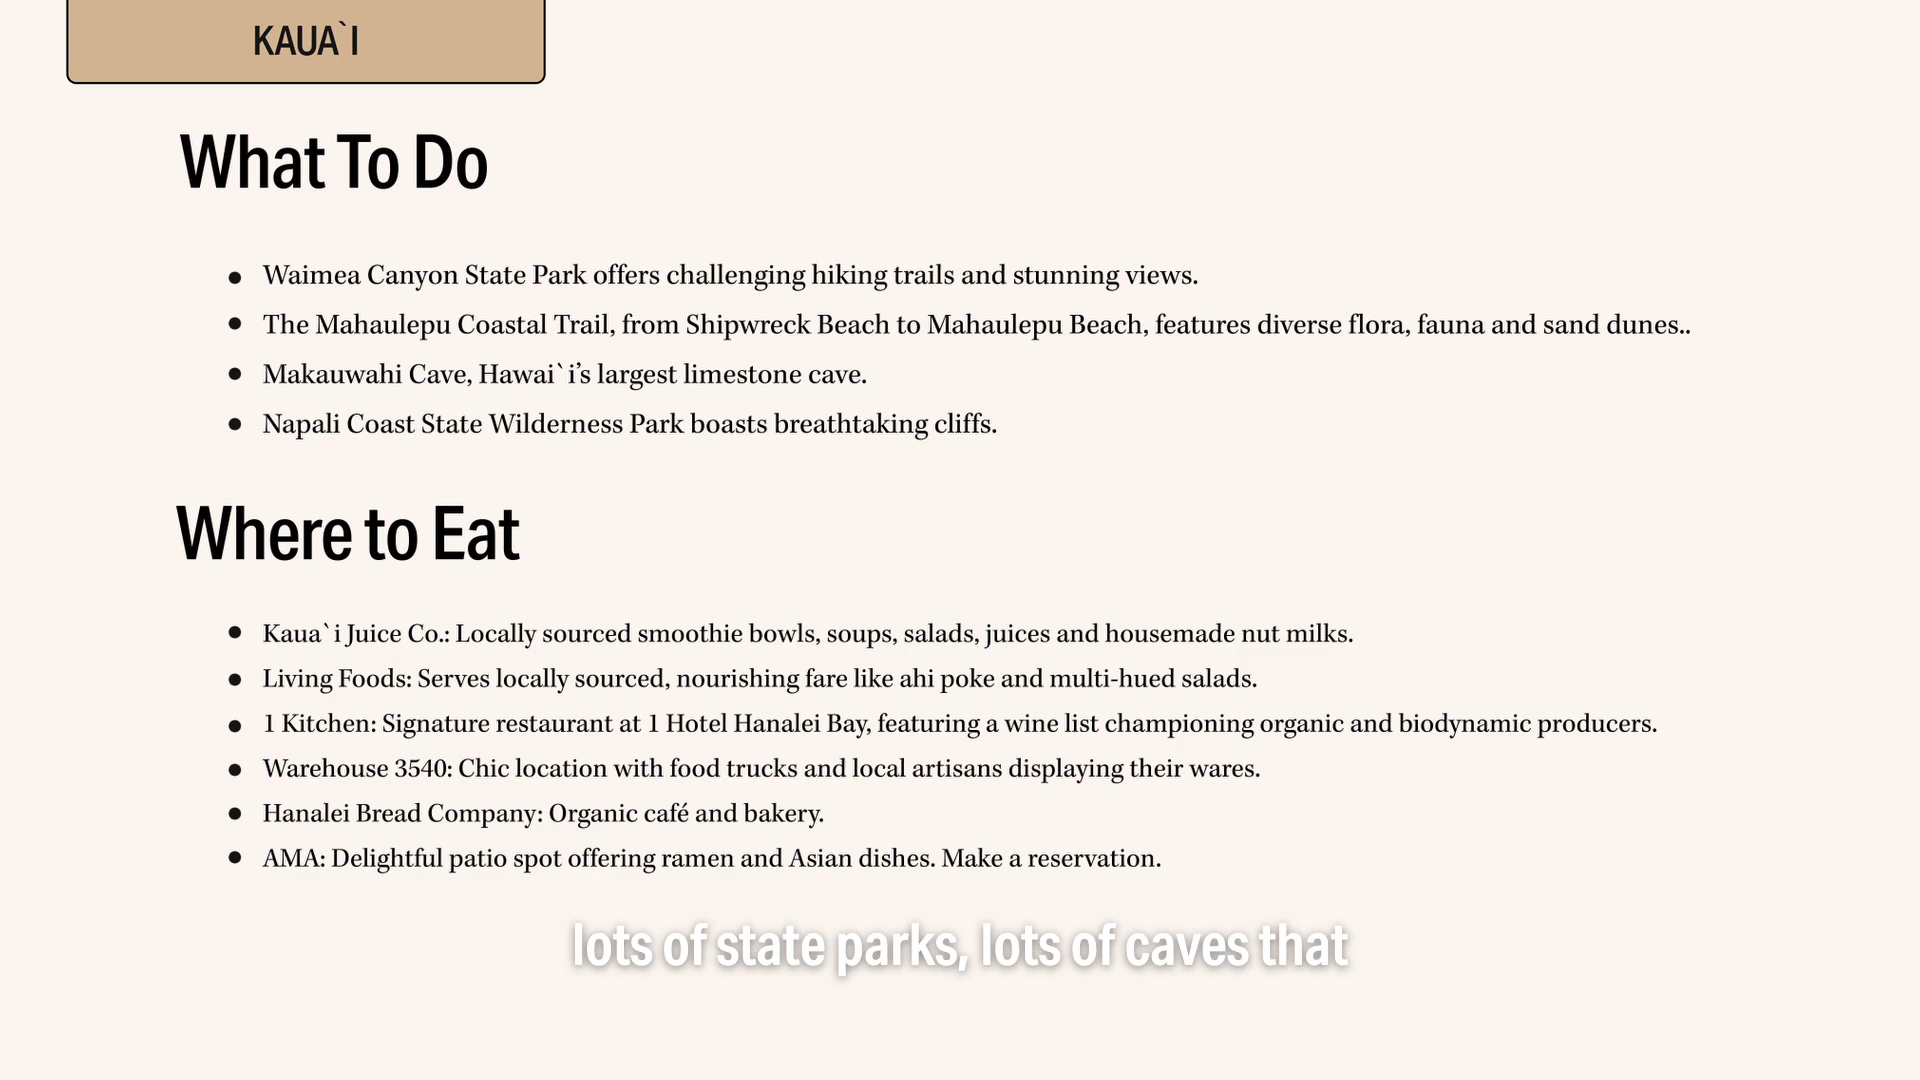 KAUA`I
What To Do
● Waimea Canyon State Park offers challenging hiking trails and stunning views.
● The Mahaulepu Coastal Trail, from Shipwreck Beach to Mahaulepu Beach, features diverse flora, fauna and sand dunes..
● Makauwahi Cave, Hawai`i’s largest limestone cave.
● Napali Coast State Wilderness Park boasts breathtaking cliffs.
Where to Eat
● Kaua`i Juice Co.: Locally sourced smoothie bowls, soups, salads, juices and housemade nut milks.
● Living Foods: Serves locally sourced, nourishing fare like ahi poke and multi-hued salads.
● 1 Kitchen: Signature restaurant at 1 Hotel Hanalei Bay, featuring a wine list championing organic and biodynamic producers.
● Warehouse 3540: Chic location with food trucks and local artisans displaying their wares.
● Hanalei Bread Company: Organic café and bakery.
● AMA: Delightful patio spot offering ramen and Asian dishes. Make a reservation.
lots of state parks, lots of caves that